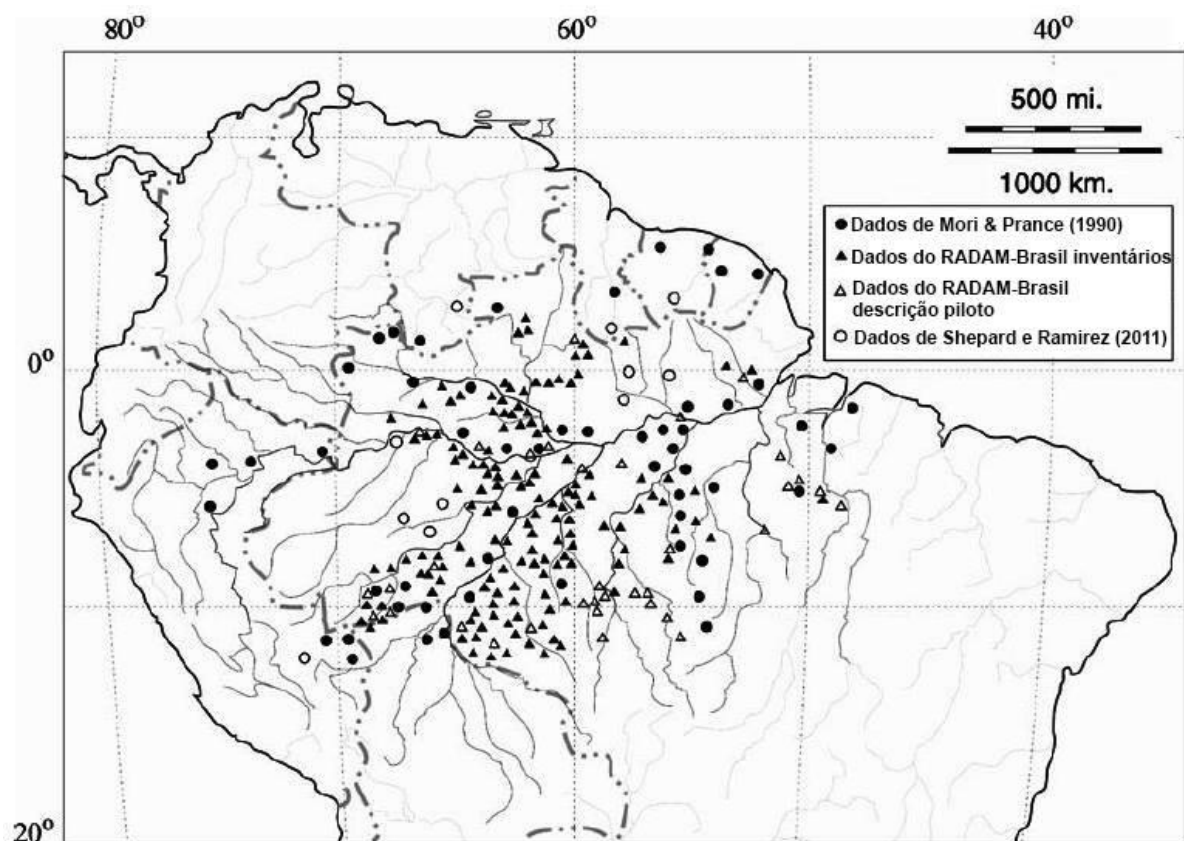 80º 60º 40º
500 mi.
1000 km.
Dados de Mori & Prance (1990)
Dados do RADAM-Brasil inventários
Dados do RADAM-Brasil
descrição piloto
Dados de Shepard e Ramirez (2011)
0º
20º